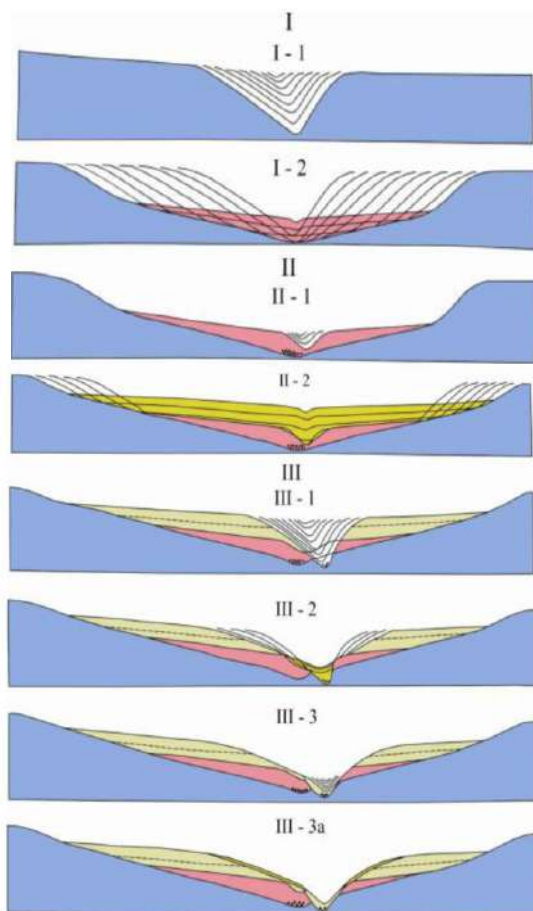 I
I - 1
I - 2
II
II - 1
II - 2
III
III - 1
III - 2
III - 3
III - 3a